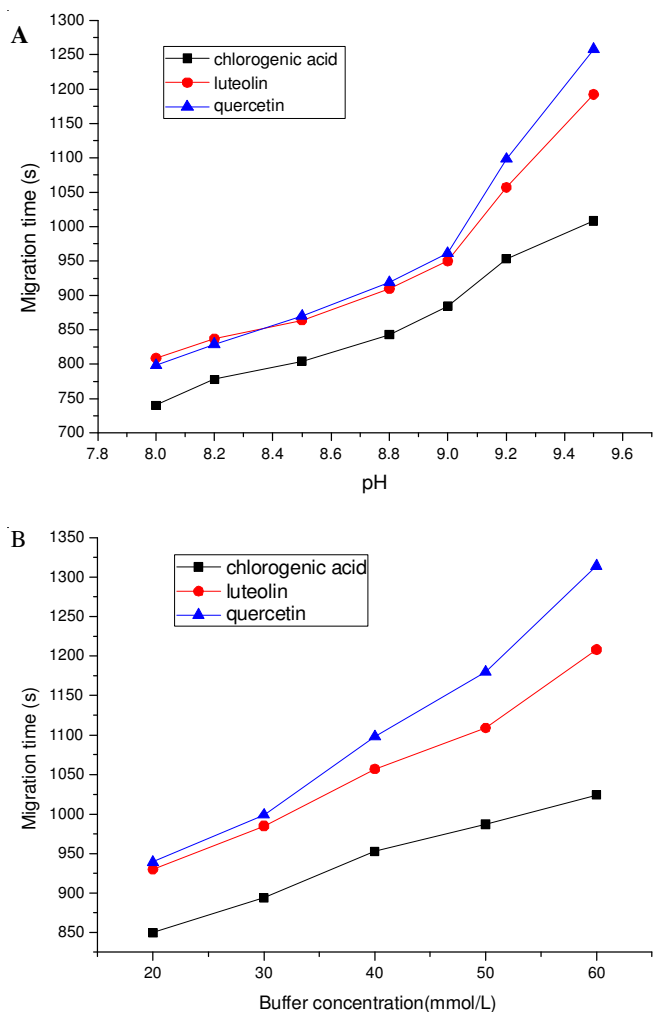 A
1300
1250
1200
1150
1100
1050
1000
950
900
850
800
750
700
Migration time (s)
chlorogenic acid
luteolin
quercetin
7.8 8.0 8.2 8.4 8.6 8.8 9.0 9.2 9.4 9.6
pH
B
1350
1300
1250
1200
1150
1100
1050
1000
950
900
850
Migration time (s)
chlorogenic acid
luteolin
quercetin
20 30 40 50 60
Buffer concentration(mmol/L)